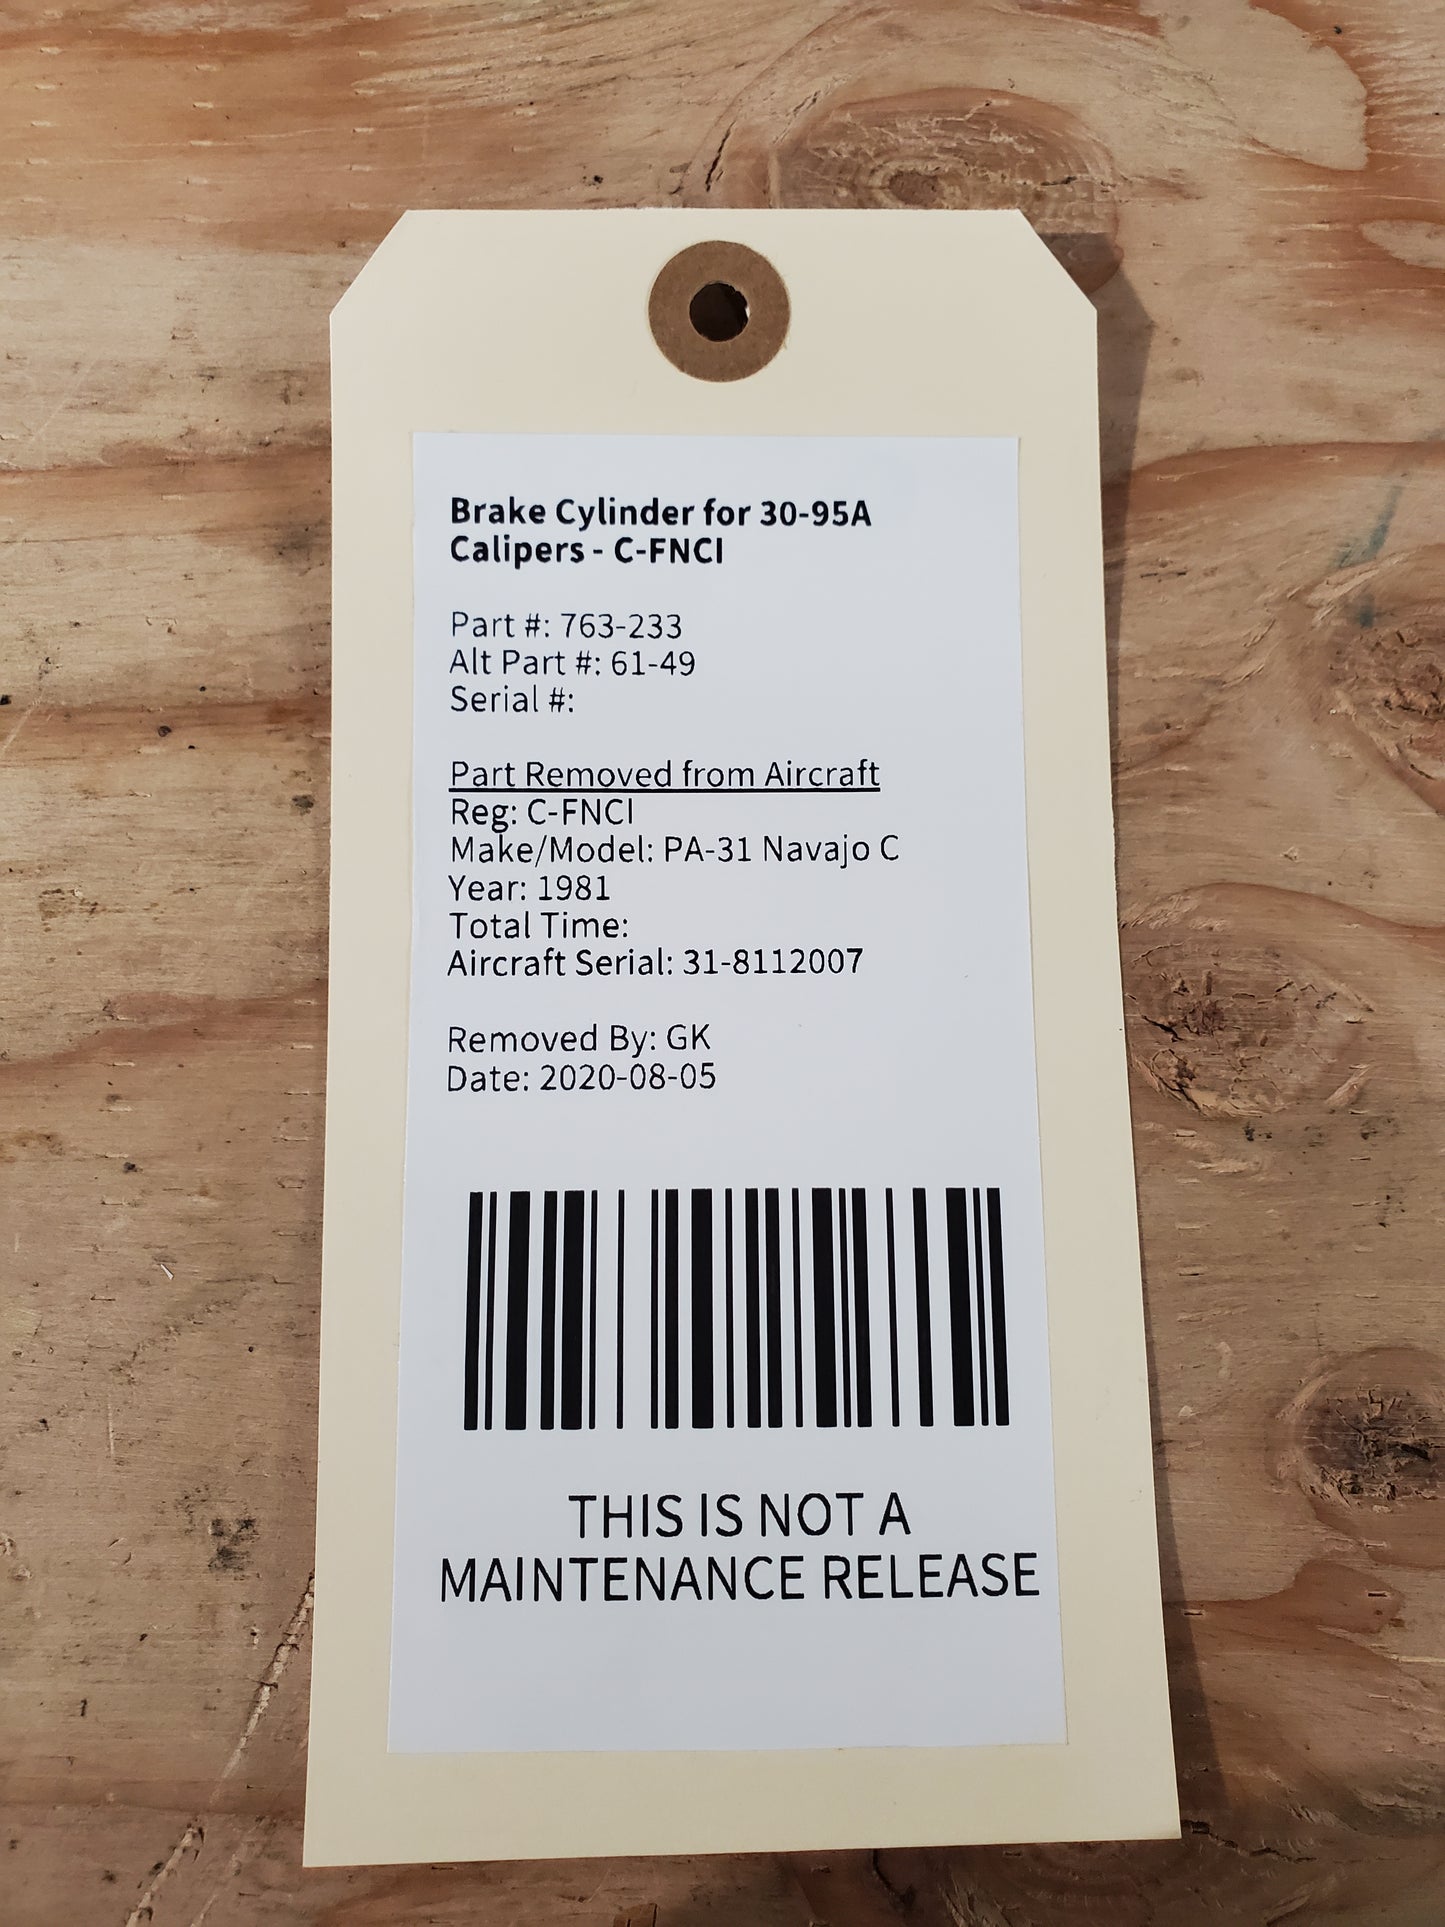 Brake Cylinder for 30-95A
Calipers - C-FNCI
Part #: 763-233
Alt Part #: 61-49
Serial #:
Part Removed from Aircraft
Reg: C-FNCI
Make/Model: PA-31 Navajo C
Year: 1981
Total Time:
Aircraft Serial: 31-8112007
Removed By: GK
Date: 2020-08-05
THIS IS NOT A
MAINTENANCE RELEASE